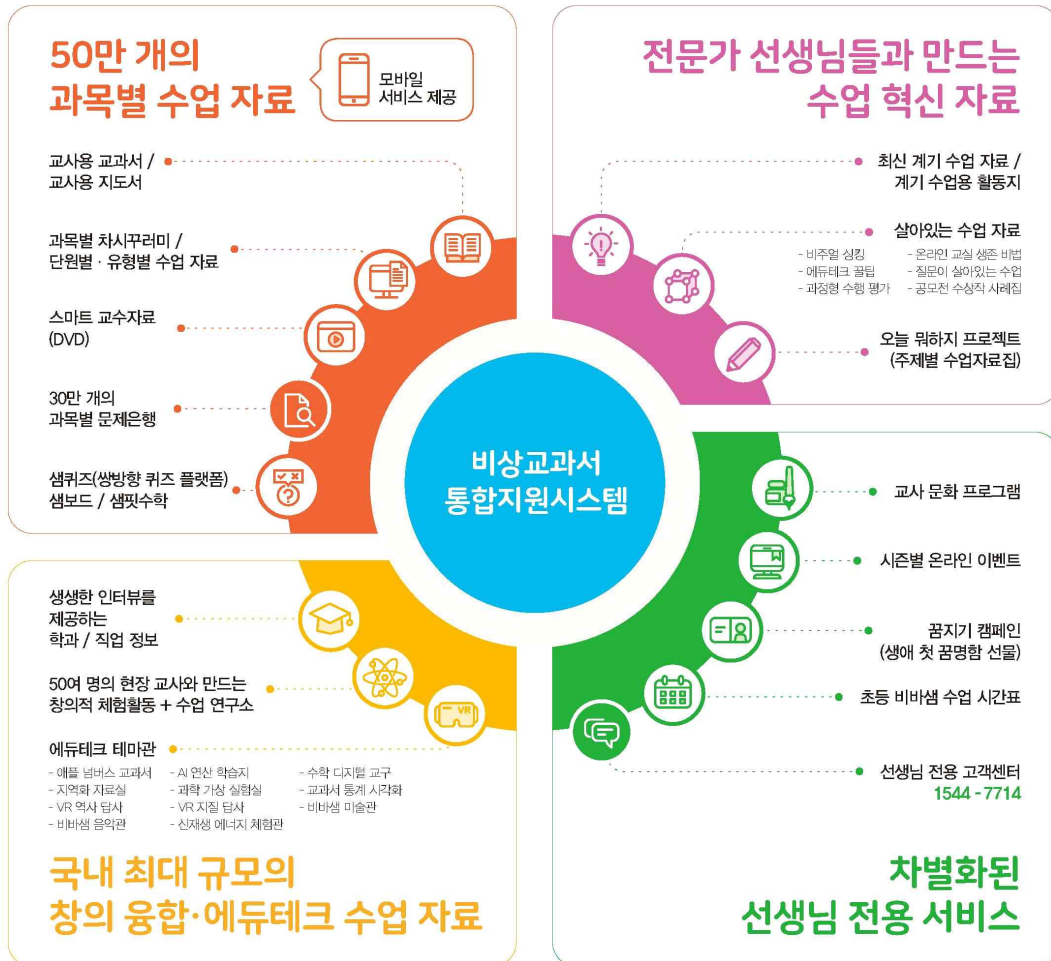 50만 개의
과목별 수업 자료
모바일
서비스 제공
교사용 교과서 /
교사용 지도서
과목별 차시꾸러미 /
단원별 · 유형별 수업 자료
스마트 교수자료
(DVD)
30만 개의
과목별 문제은행
샘퀴즈(쌍방향 퀴즈 플랫폼)
샘보드 / 샘핏수학
전문가 선생님들과 만드는
수업 혁신 자료
최신 계기 수업 자료 /
계기 수업용 활동지
살아있는 수업 자료
- 비주얼 싱킹
- 에듀테크 꿀팁
- 과정형 수행 평가
- 온라인 교실 생존 비법
- 질문이 살아있는 수업
- 공모전 수상작 사례집
오늘 뭐하지 프로젝트
(주제별 수업자료집)
비상교과서
통합지원시스템
생생한 인터뷰를
제공하는
학과 / 직업 정보
50여 명의 현장 교사와 만드는
창의적 체험활동 + 수업 연구소
VR
에듀테크 테마관
- 애플 넘버스 교과서
- 지역화 자료실
- VR 역사 답사
- 비바샘 음악관
- AI 연산 학습지
- 과학 가상 실험실
- VR 지질 답사
- 신재생 에너지 체험관
- 수학 디지털 교구
- 교과서 통계 시각화
- 비바샘 미술관
국내 최대 규모의
창의 융합·에듀테크 수업 자료
교사 문화 프로그램
시즌별 온라인 이벤트
꿈지기 캠페인
(생애 첫 꿈명함 선물)
초등 비바샘 수업 시간표
선생님 전용 고객센터
1544 - 7714
차별화된
선생님 전용 서비스